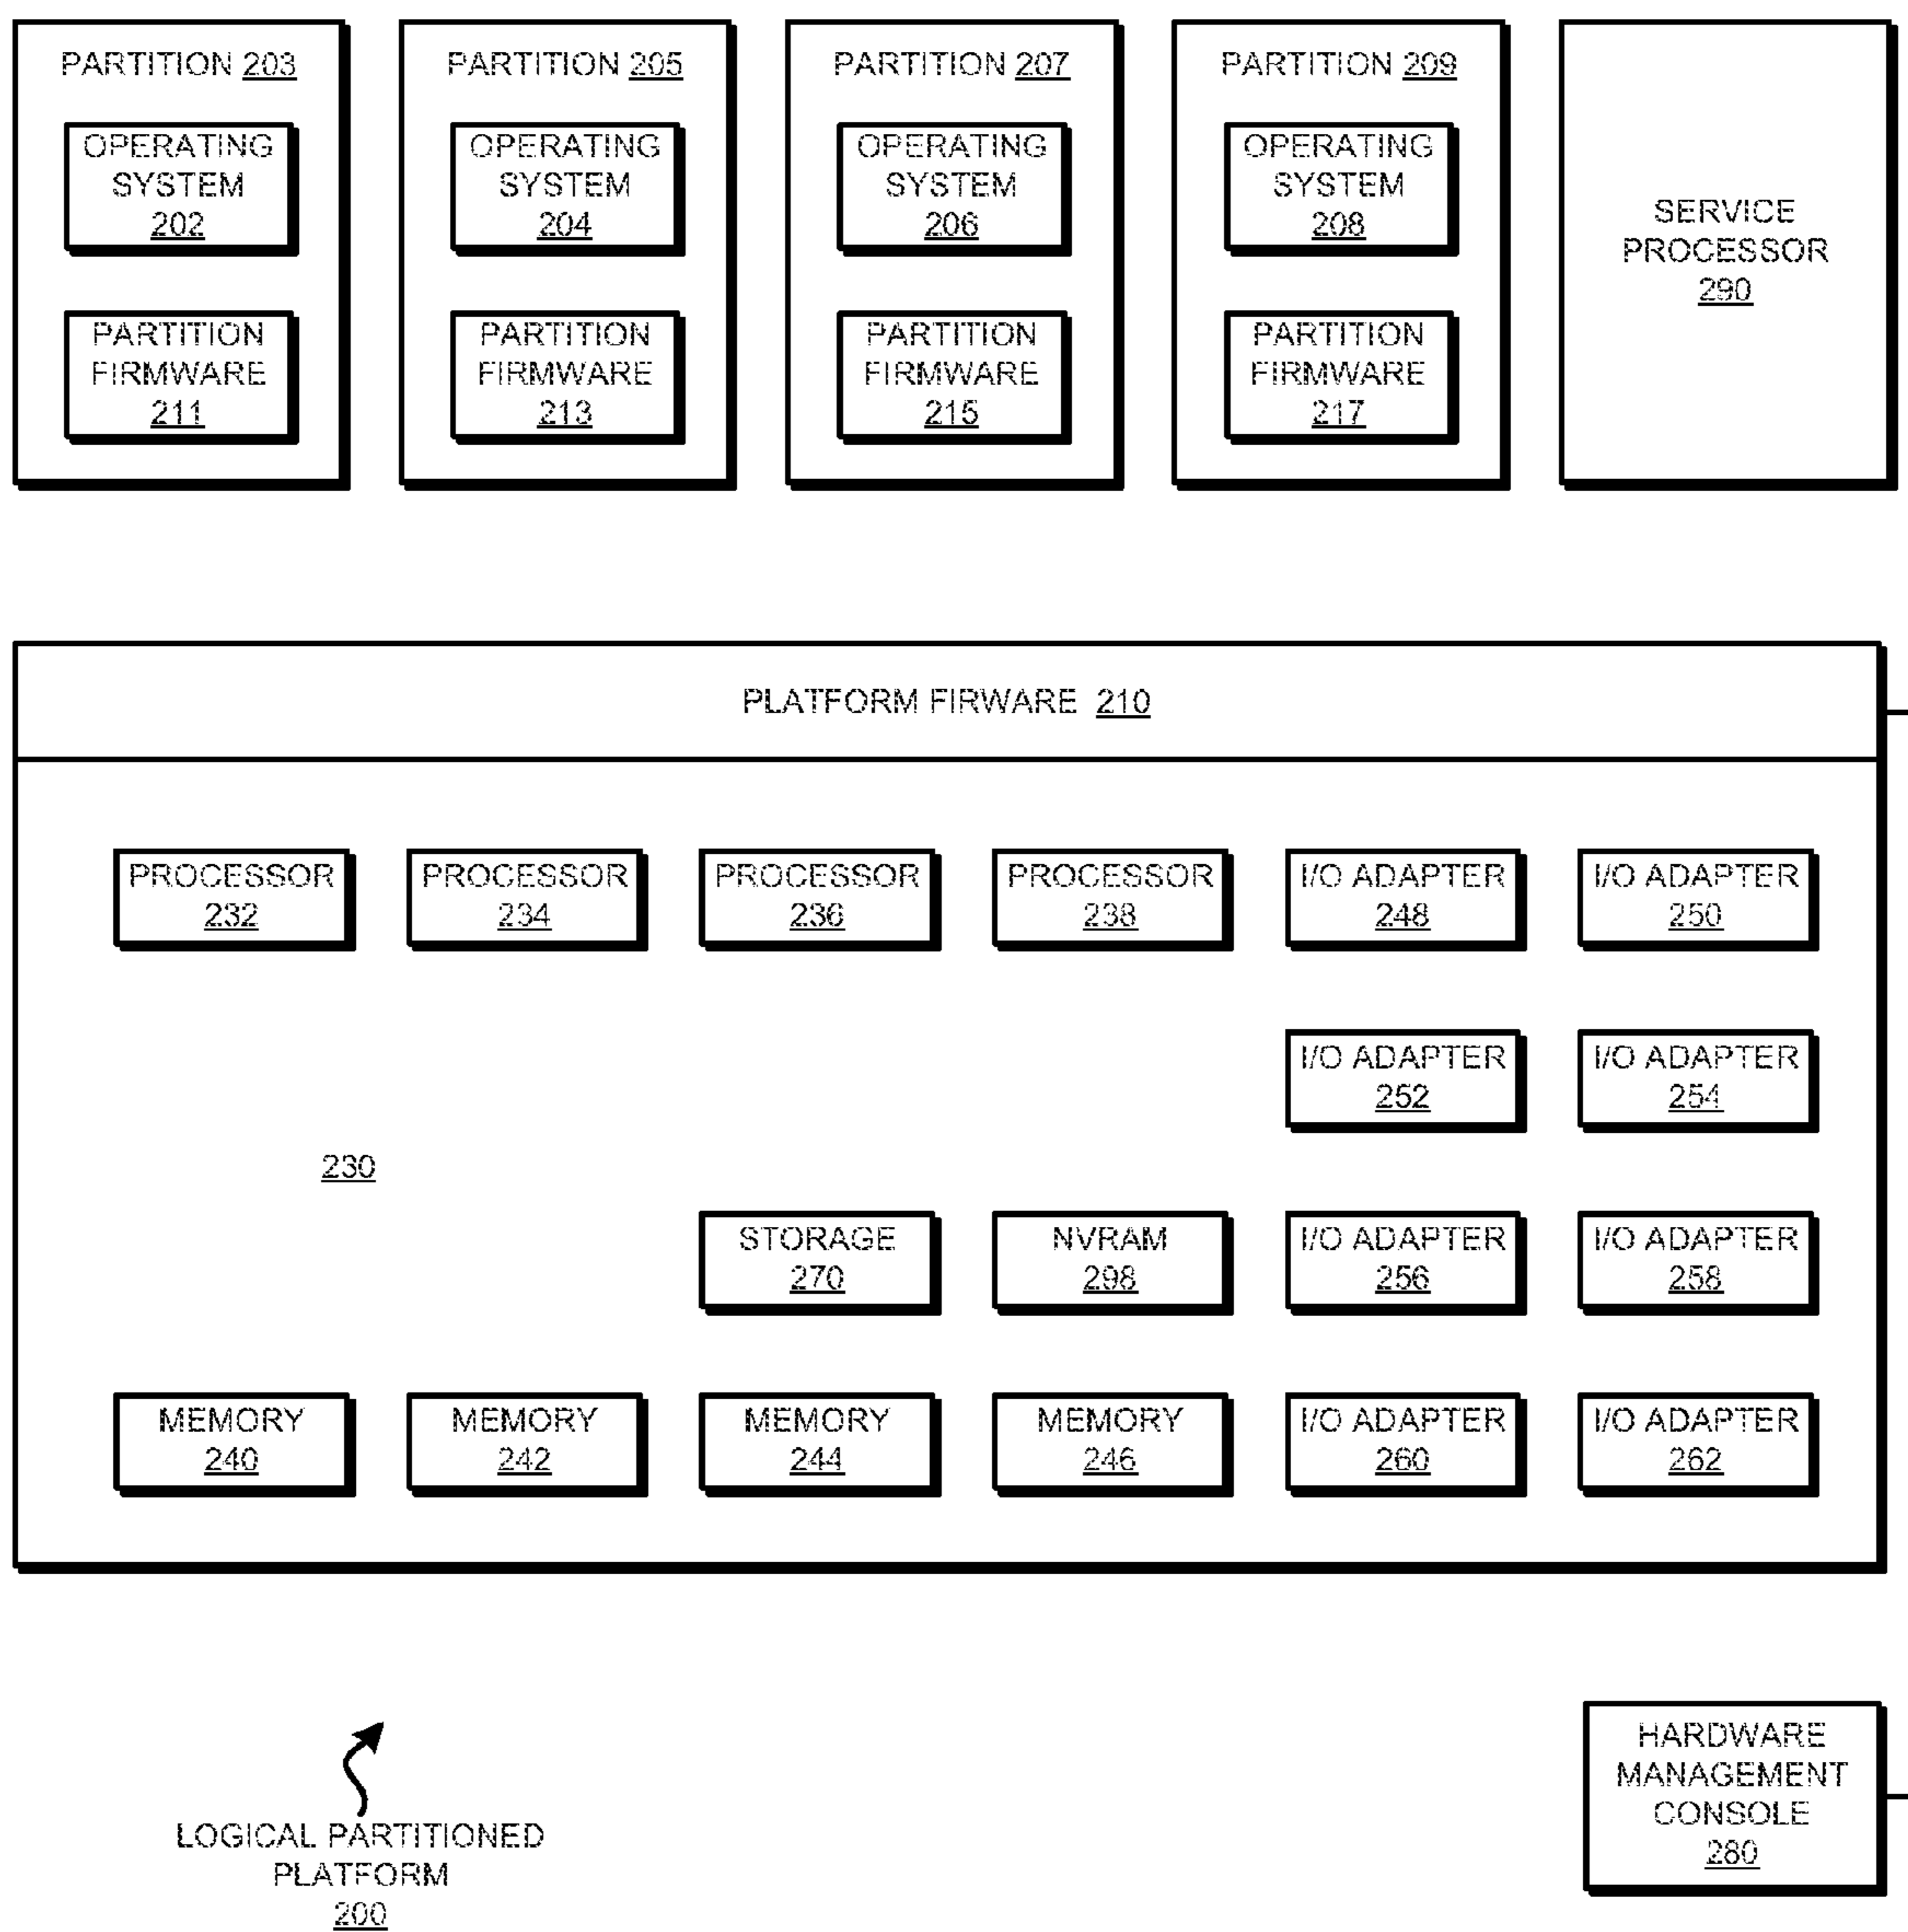 PARTITION 203
OPERATING
SYSTEM
202
PARTITION
FIRMWARE
211
PARTITION 205
OPERATING
SYSTEM
204
PARTITION
FIRMWARE
213
PARTITION 207
OPERATING
SYSTEM
206
PARTITION
FIRMWARE
215
PARTITION 209
OPERATING
SYSTEM
208
PARTITION
FIRMWARE
217
SERVICE
PROCESSOR
290
PLATFORM FIRWARE 210
PROCESSOR
232
PROCESSOR
234
PROCESSOR
236
PROCESSOR
238
I/O ADAPTER
248
I/O ADAPTER
250
I/O ADAPTER
252
I/O ADAPTER
254
230
STORAGE
270
NVRAM
298
I/O ADAPTER
256
I/O ADAPTER
258
MEMORY
240
MEMORY
242
MEMORY
244
MEMORY
246
I/O ADAPTER
260
I/O ADAPTER
262
LOGICAL PARTITIONED
PLATFORM
200
HARDWARE
MANAGEMENT
CONSOLE
280